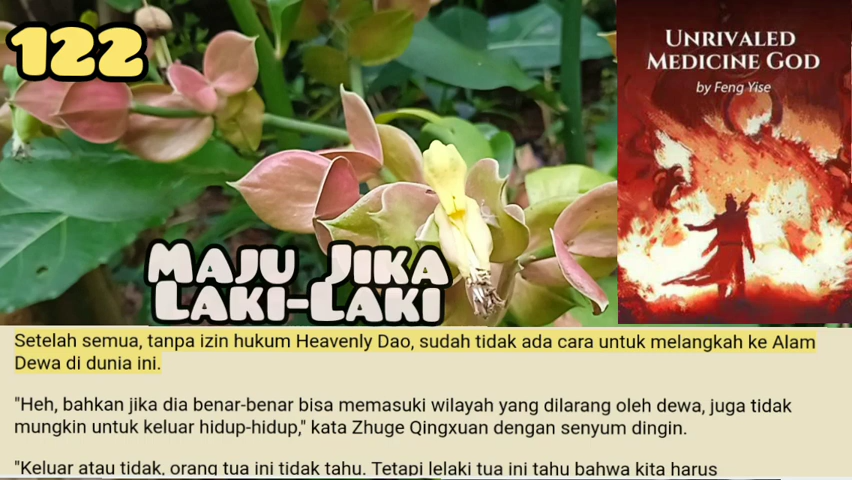 122
UNRIVALED
MEDICINE GOD
by Feng Yise
MAJU JIKA
LAKI-LAKI
Setelah semua, tanpa izin hukum Heavenly Dao, sudah tidak ada cara untuk melangkah ke Alam
Dewa di dunia ini.
"Heh, bahkan jika dia benar-benar bisa memasuki wilayah yang dilarang oleh dewa, juga tidak
mungkin untuk keluar hidup-hidup," kata Zhuge Qingxuan dengan senyum dingin.
"Keluar atau tidak, orang tua ini tidak tahu. Tetapi lelaki tua ini tahu bahwa kita harus